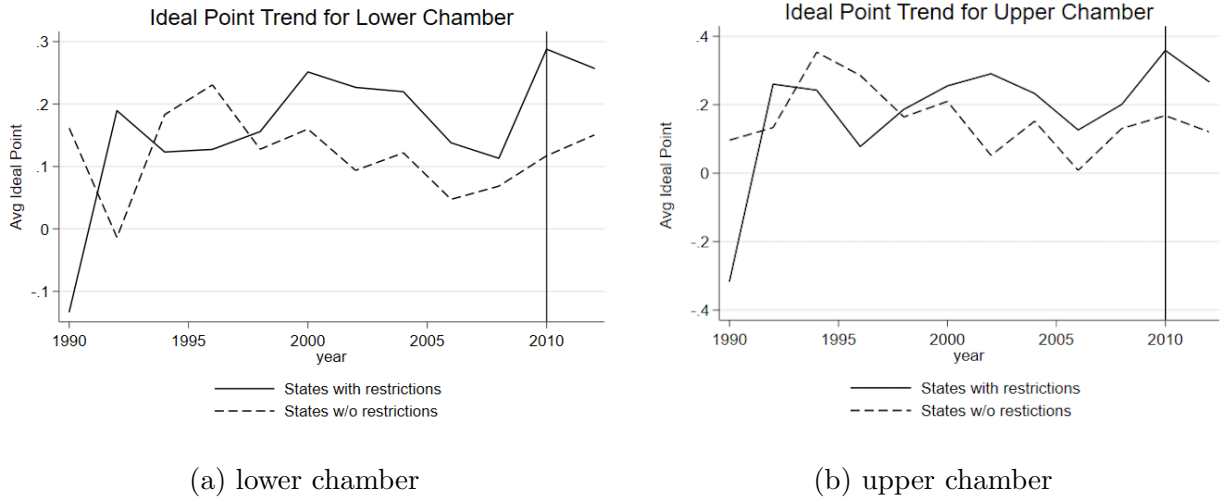 Ideal Point Trend for Lower Chamber
.3
.2
.1
0
-.1
Avg Ideal Point
1990
1995
2000
2005
2010
year
States with restrictions
States w/o restrictions
(a) lower chamber
Ideal Point Trend for Upper Chamber
.4
.2
0
-.2
-.4
Avg Ideal Point
1990
1995
2000
2005
2010
year
States with restrictions
States w/o restictions
(b) upper chamber